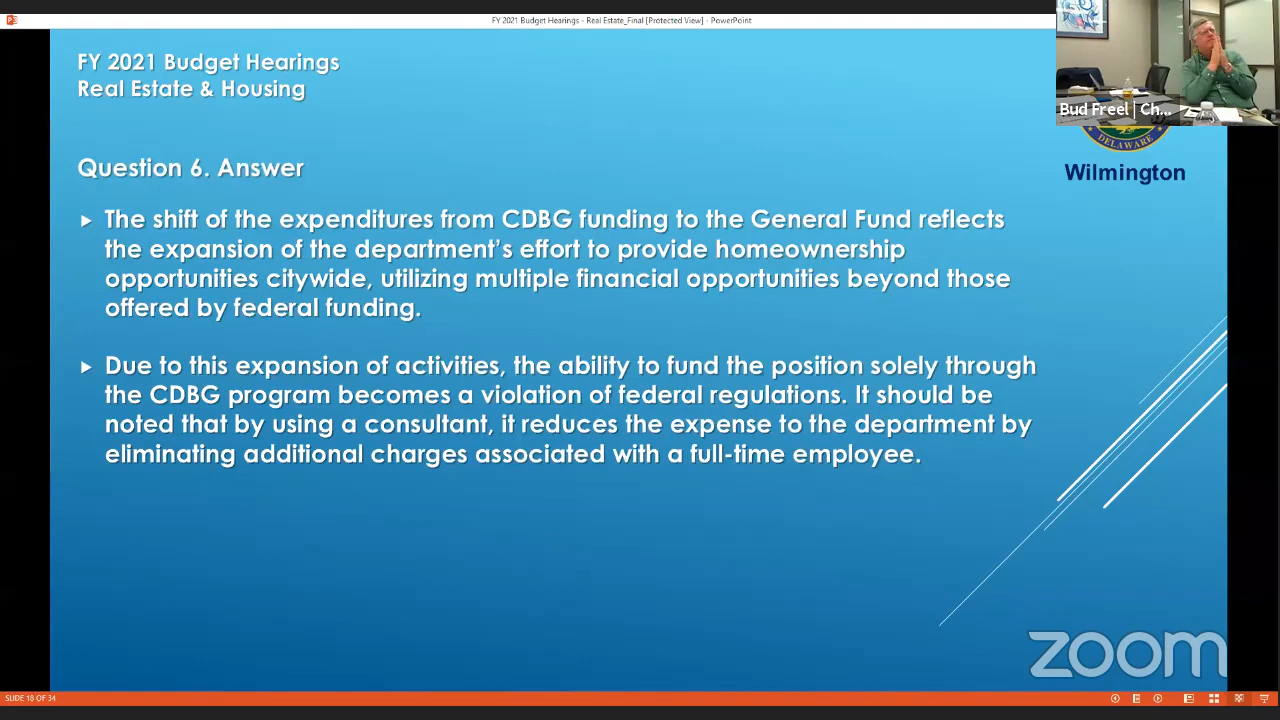 FY 2021 Budget Hearings - Real Estate_Final [Protected View] - PowerPoint
FY 2021 Budget Hearings
Real Estate & Housing
Bud Freel | Ch...
DELAWARE
Wilmington
Question 6. Answer
The shift of the expenditures from CDBG funding to the General Fund reflects
the expansion of the department’s effort to provide homeownership
opportunities citywide, utilizing multiple financial opportunities beyond those
offered by federal funding.
Due to this expansion of activities, the ability to fund the position solely through
the CDBG program becomes a violation of federal regulations. It should be
noted that by using a consultant, it reduces the expense to the department by
eliminating additional charges associated with a full-time employee.
zoom
SLIDE 18 OF 34